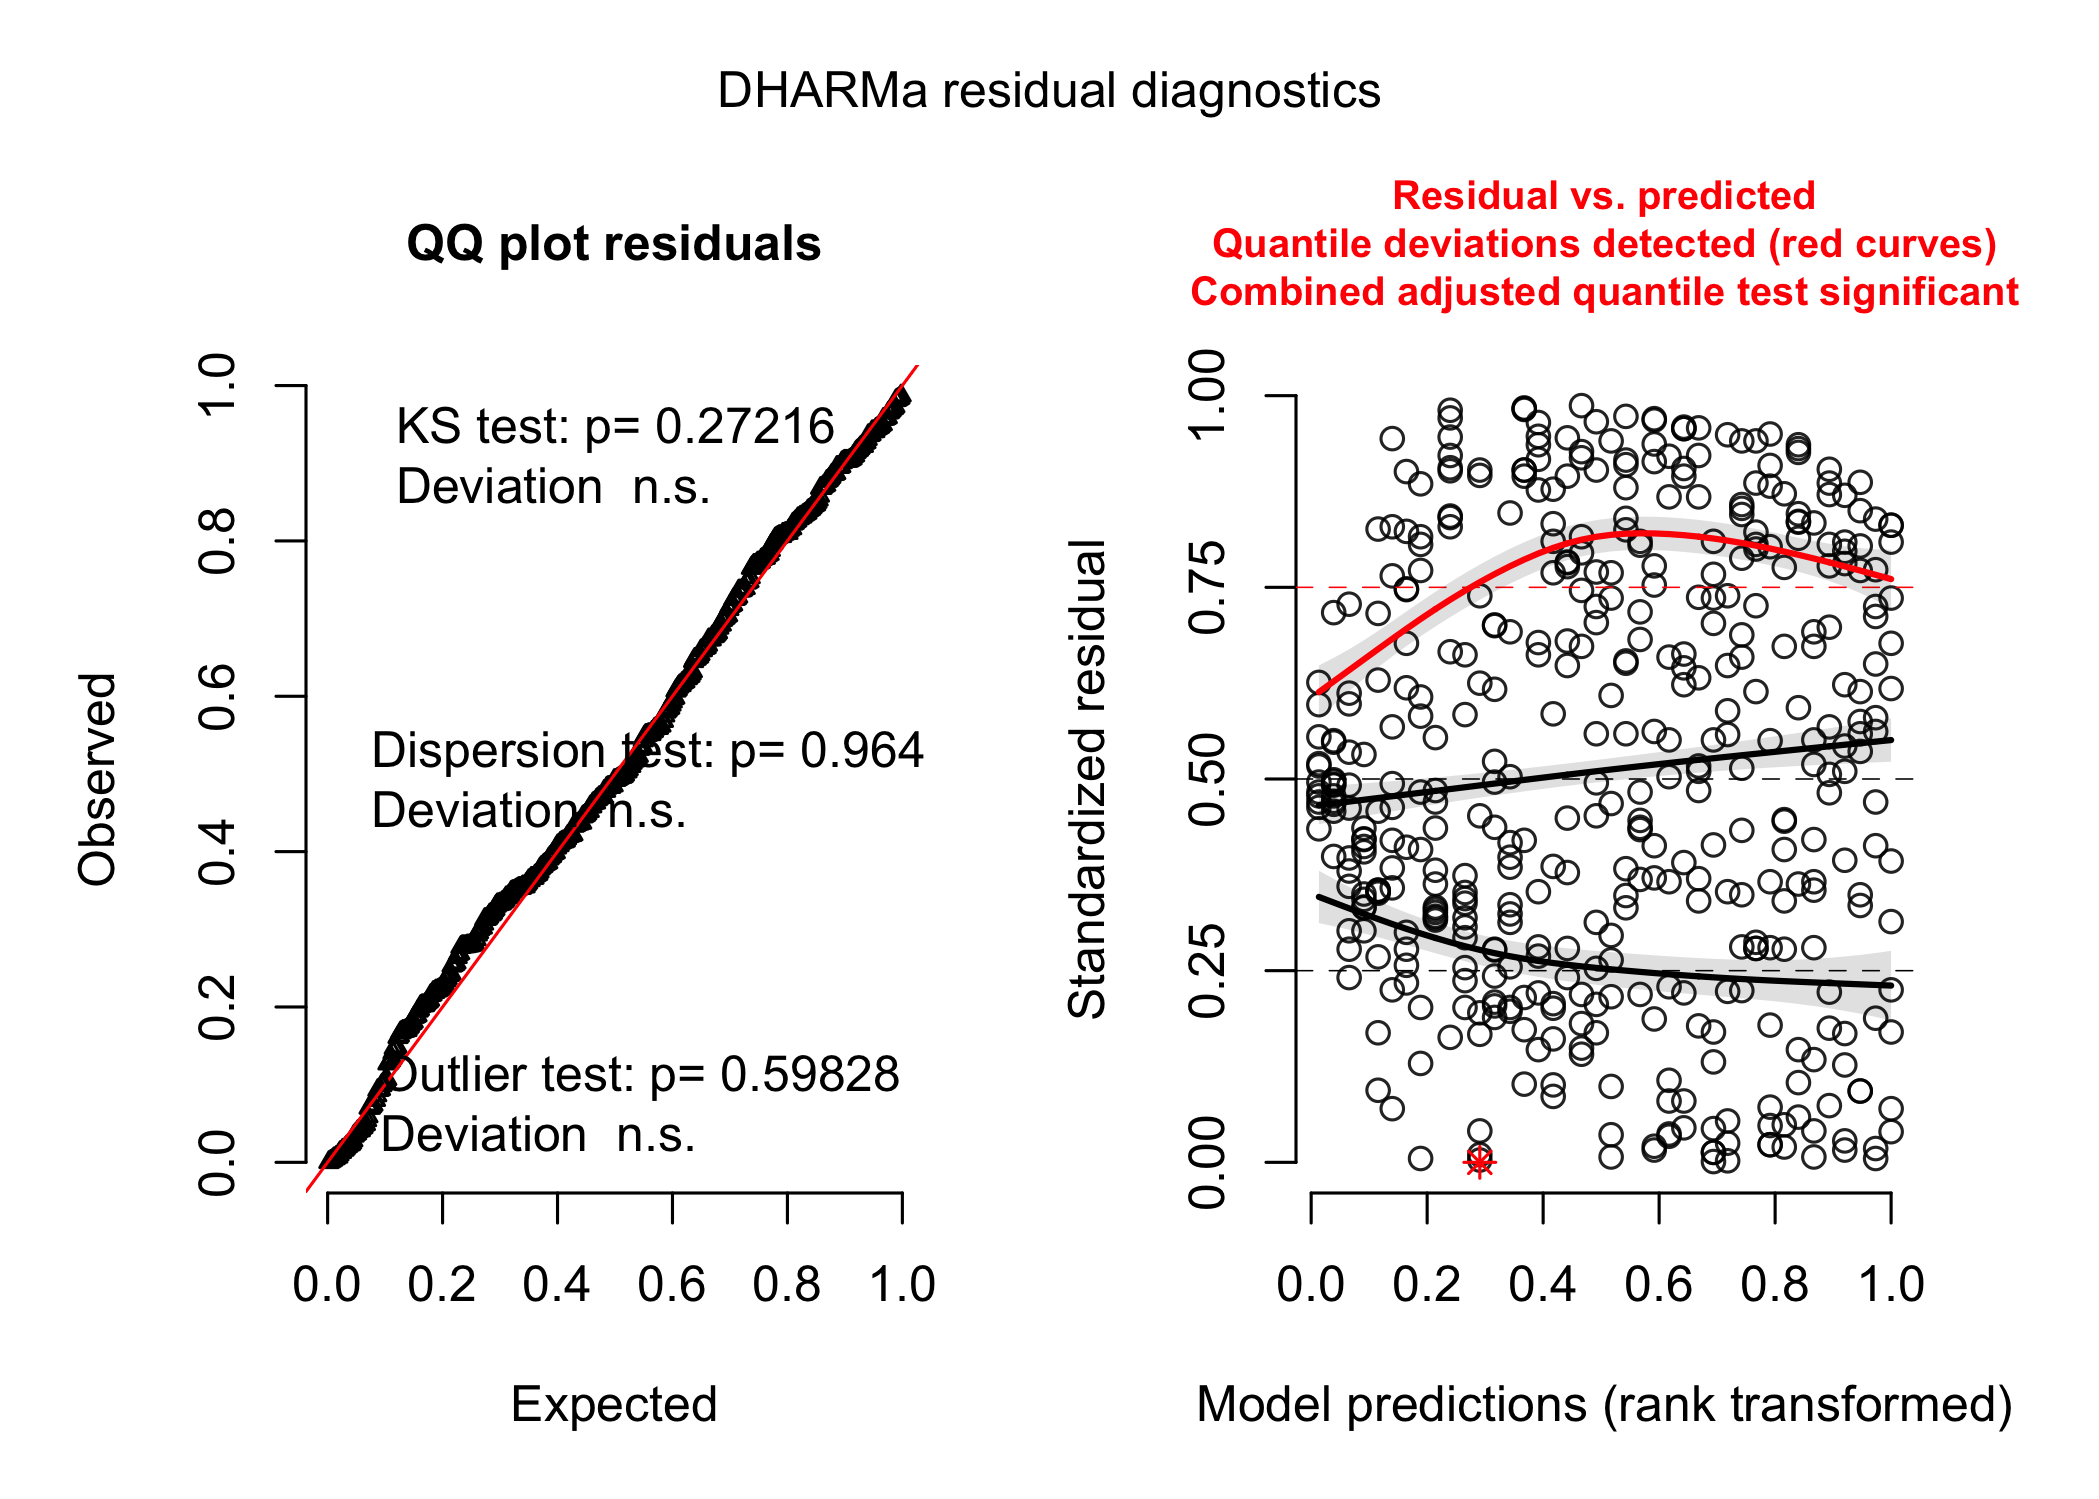 DHARMa residual diagnostics
QQ plot residuals
KS test: p= 0.27216
Deviation  n.s.
Dispersion test: p= 0.964
Deviation  n.s.
Outlier test: p= 0.59828
Deviation  n.s.
Observed
0.0 0.2 0.4 0.6 0.8 1.0
0.0 0.2 0.4 0.6 0.8 1.0
Expected
Residual vs. predicted
Quantile deviations detected (red curves)
Combined adjusted quantile test significant
Standardized residual
0.00 0.25 0.50 0.75 1.00
0.0 0.2 0.4 0.6 0.8 1.0
Model predictions (rank transformed)